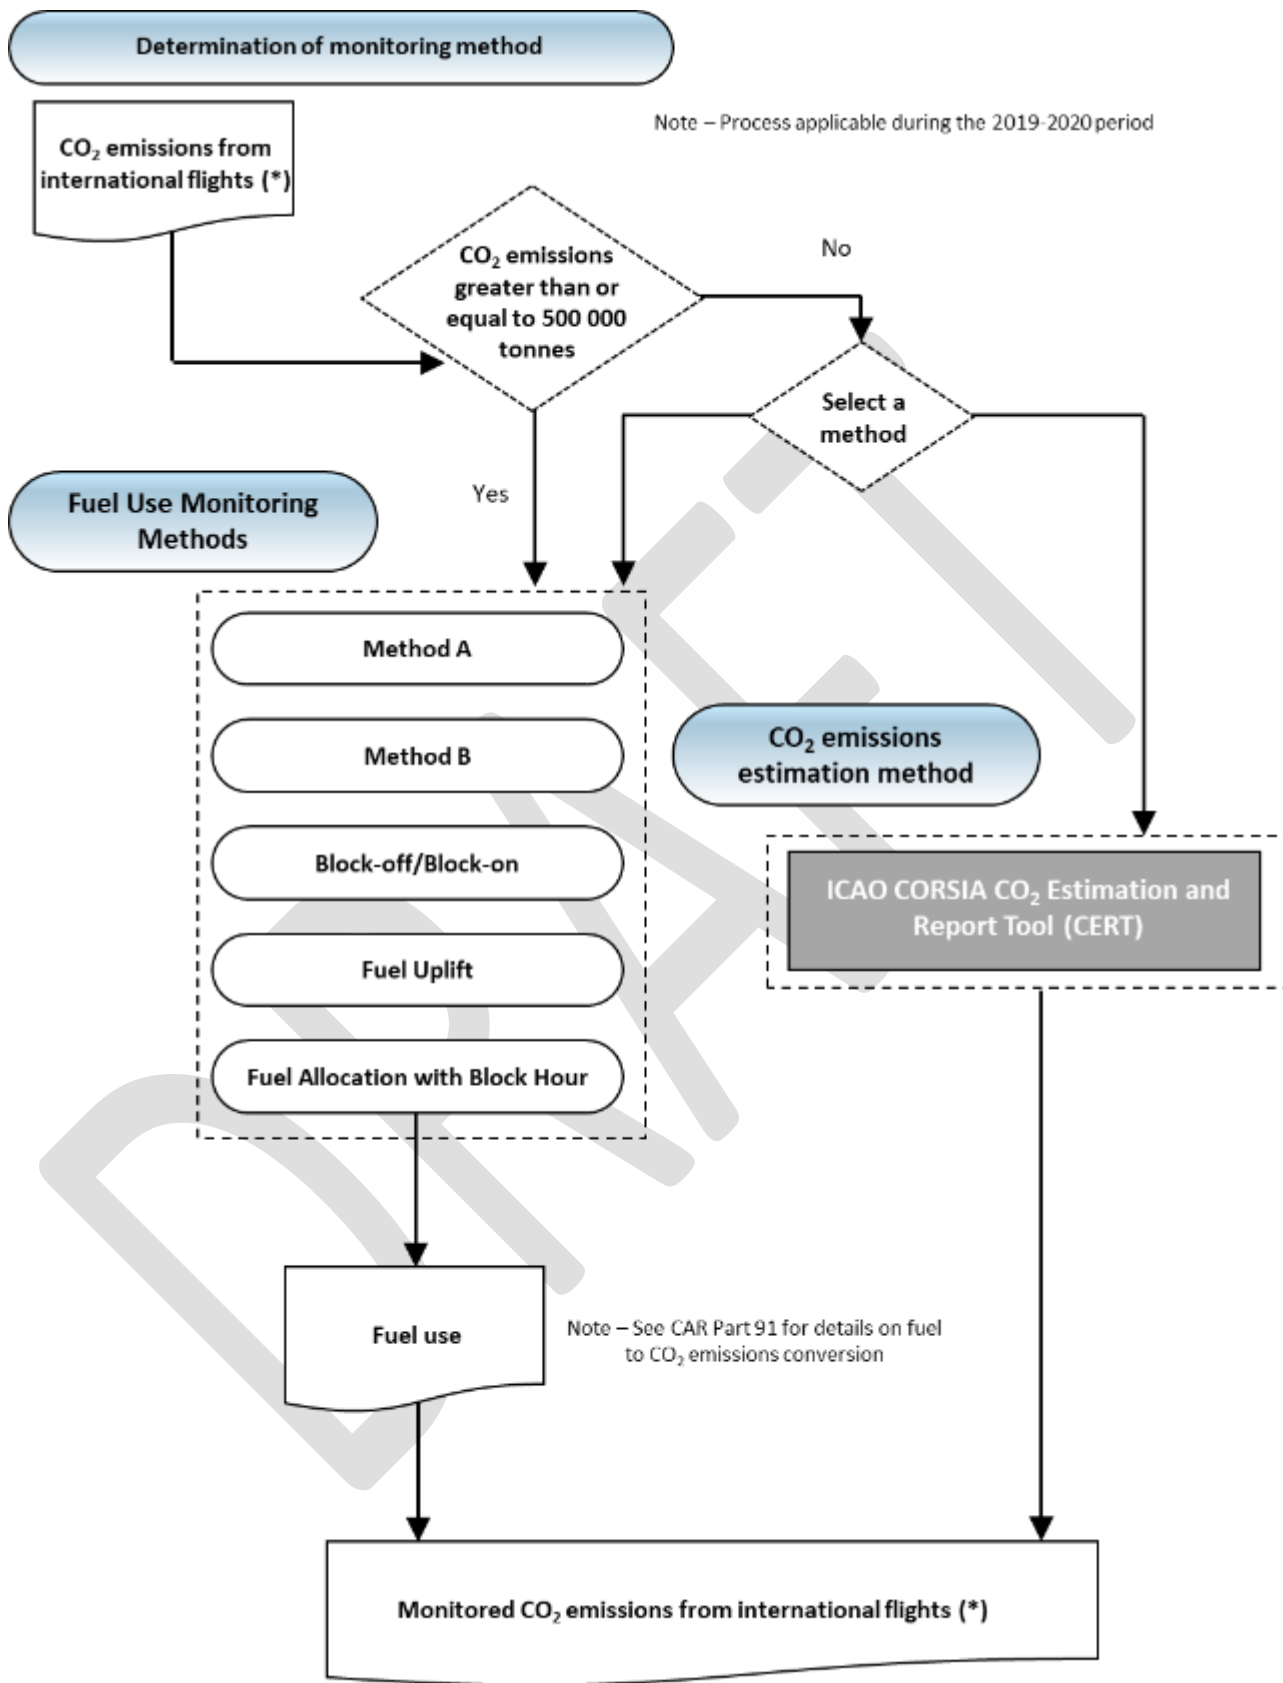 Determination of monitoring method
Note – Process applicable during the 2019-2020 period
CO₂ emissions from
international flights (*)
CO₂ emissions
greater than or
equal to 500 000
tonnes
No
Select a
method
Yes
Fuel Use Monitoring
Methods
Method A
Method B
Block-off/Block-on
Fuel Uplift
Fuel Allocation with Block Hour
CO₂ emissions
estimation method
ICAO CORSIA CO₂ Estimation and
Report Tool (CERT)
Fuel use
Note – See CAR Part 91 for details on fuel
to CO₂ emissions conversion
Monitored CO₂ emissions from international flights (*)
DRAFT